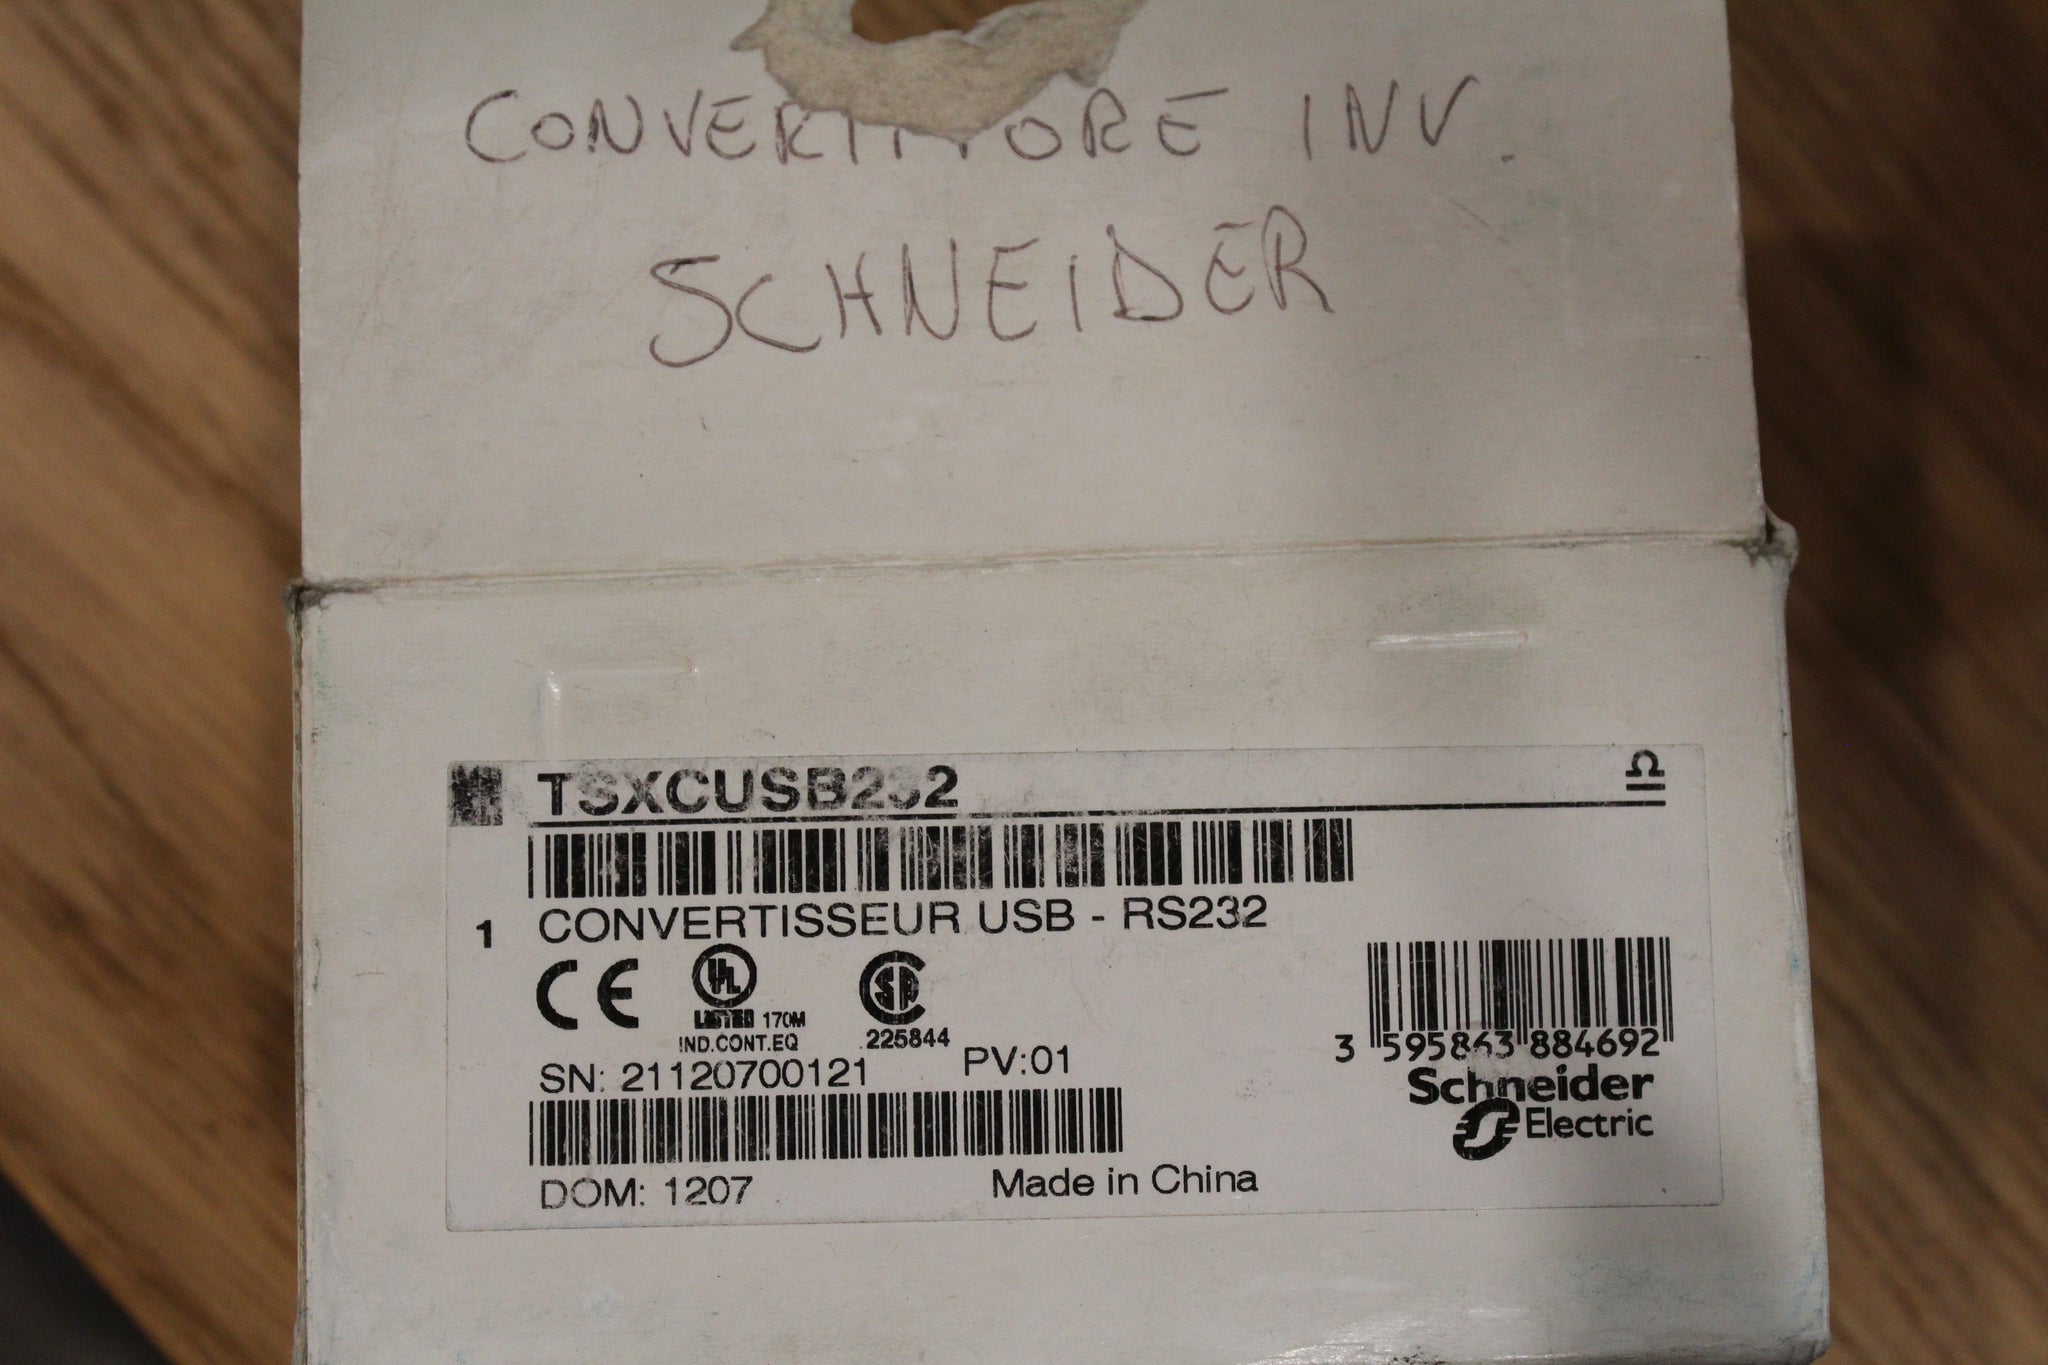 CONVERTITORE INV.
SCHNEIDER
TSXCUSB232
1 CONVERTISSEUR USB - RS232
CE UL LISTED 170M
IND.CONT.EQ
225844
SN: 21120700121 PV:01
3 595863 884692
Schneider
Electric
DOM: 1207 Made in China